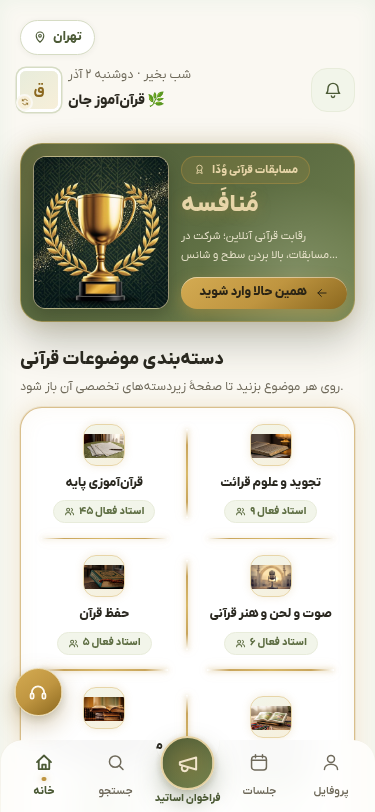 تهران
شب بخیر · دوشنبه ۲ آذر
قرآن‌آموز جان 🌿
ق
مسابقات قرآنی وُدّا
مُنافَسه
رقابت قرآنی آنلاین؛ شرکت در
مسابقات، بالا بردن سطح و شانس...
همین حالا وارد شوید
دسته‌بندی موضوعات قرآنی
روی هر موضوع بزنید تا صفحهٔ زیردسته‌های تخصصی آن باز شود.
تجوید و علوم قرائت
۹ استاد فعال
قرآن‌آموزی پایه
۴۵ استاد فعال
صوت و لحن و هنر قرآنی
۶ استاد فعال
حفظ قرآن
۵ استاد فعال
پروفایل
جلسات
فراخوان اساتید
جستجو
خانه